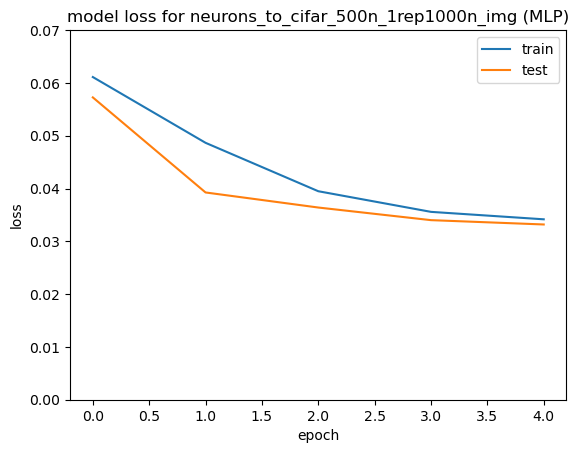 model loss for neurons_to_cifar_500n_1rep1000n_img (MLP)
0.07
0.06
0.05
0.04
0.03
0.02
0.01
0.00
loss
train
test
0.0 0.5 1.0 1.5 2.0 2.5 3.0 3.5 4.0
epoch